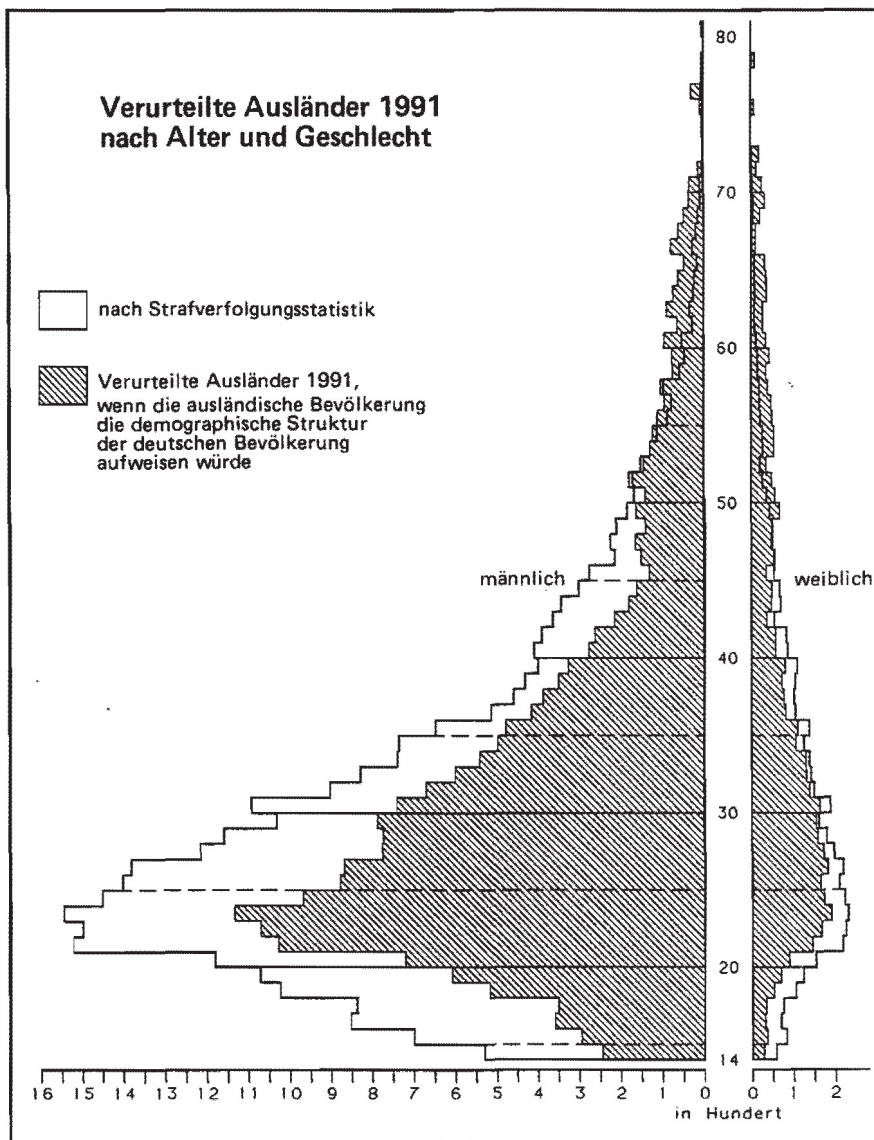 Verurteilte Ausländer 1991
nach Alter und Geschlecht
nach Strafverfolgungsstatistik
Verurteilte Ausländer 1991,
wenn die ausländische Bevölkerung
die demographische Struktur
der deutschen Bevölkerung
aufweisen würde
männlich
weiblich
80
70
60
50
40
30
20
14
16 15 14 13 12 11 10 9 8 7 6 5 4 3 2 1 0
0 1 2
in Hundert